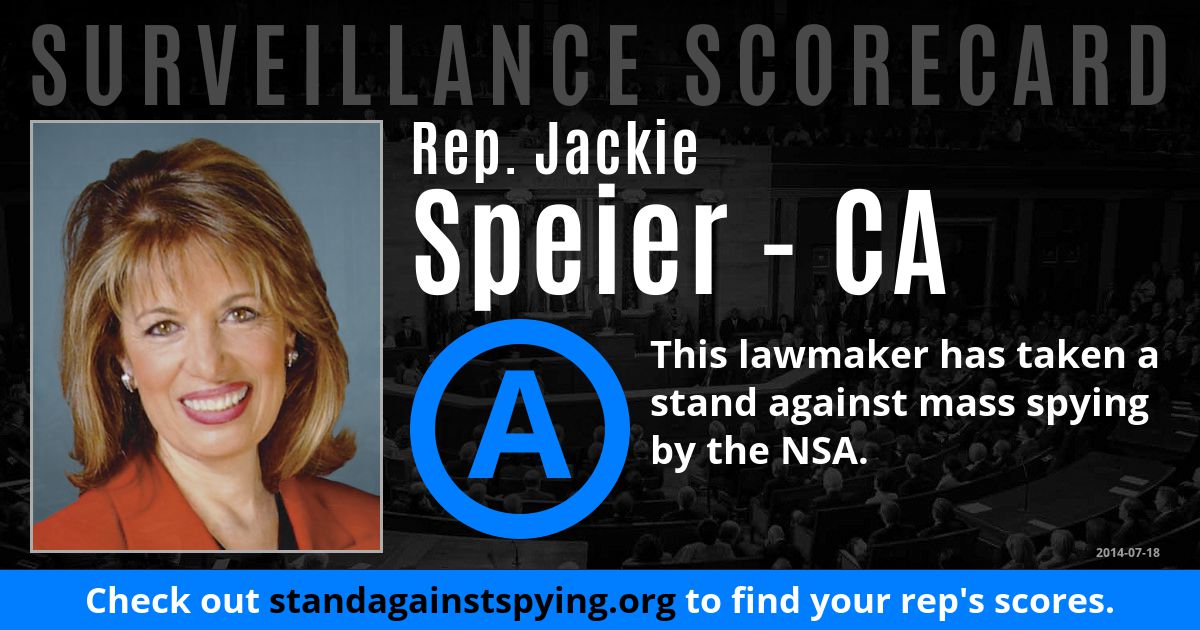 SURVEILLANCE SCORECARD
Rep. Jackie
Speier - CA
A
This lawmaker has taken a
stand against mass spying
by the NSA.
2014-07-18
Check out standagainstspying.org to find your rep's scores.